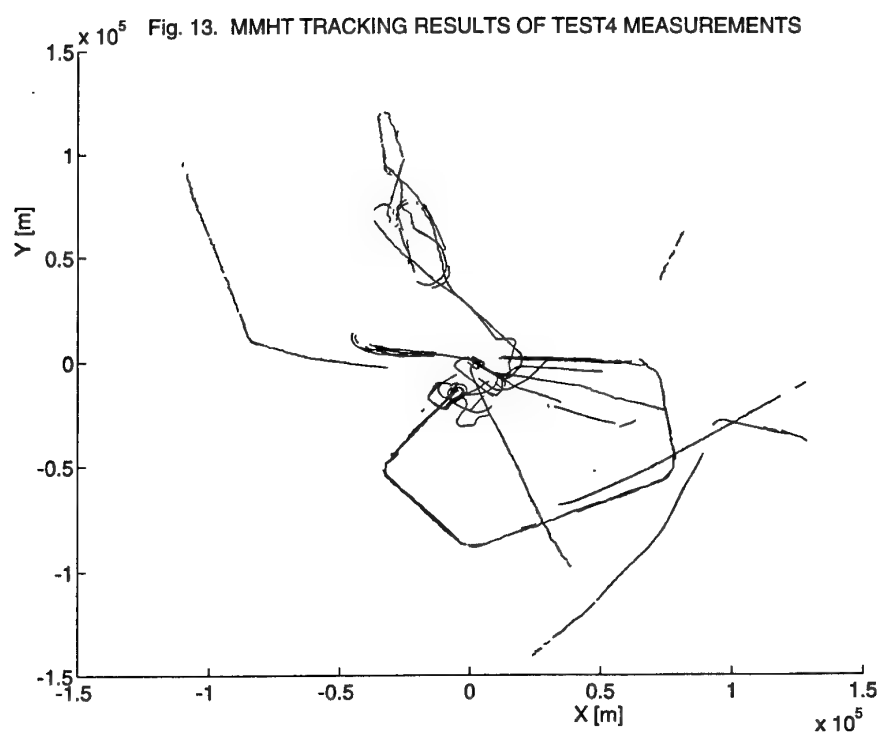 Fig. 13. MMHT TRACKING RESULTS OF TEST4 MEASUREMENTS
x 10^5
1.5
1
0.5
0
-0.5
-1
-1.5
Y [m]
-1.5 -1 -0.5 0 0.5 1 1.5
X [m]
x 10^5